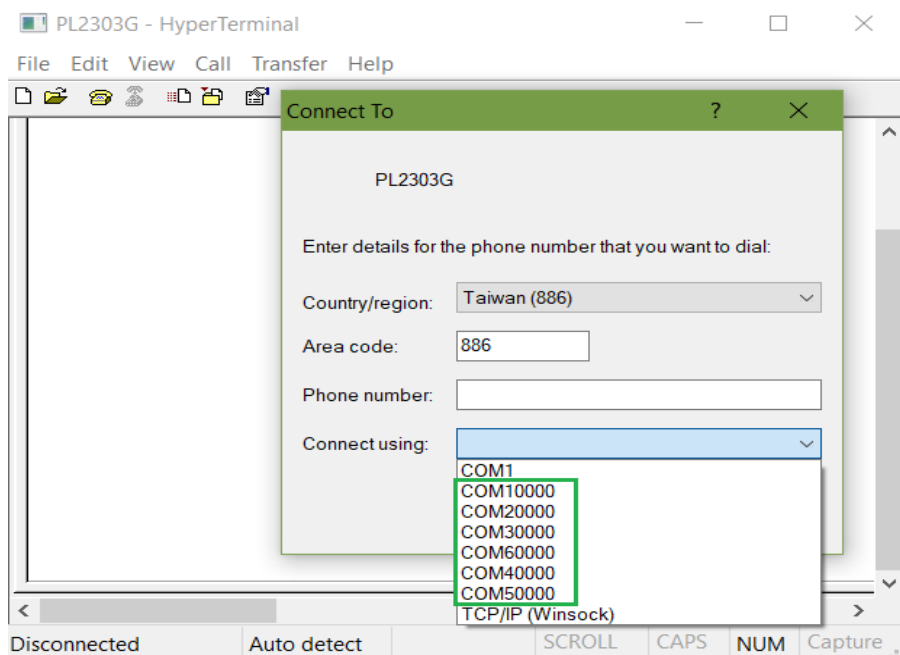 PL2303G - HyperTerminal
File Edit View Call Transfer Help
Connect To ?
PL2303G
Enter details for the phone number that you want to dial:
Country/region: Taiwan (886)
Area code: 886
Phone number:
Connect using:
COM1
COM10000
COM20000
COM30000
COM60000
COM40000
COM50000
TCP/IP (Winsock)
Disconnected Auto detect SCROLL CAPS NUM Capture